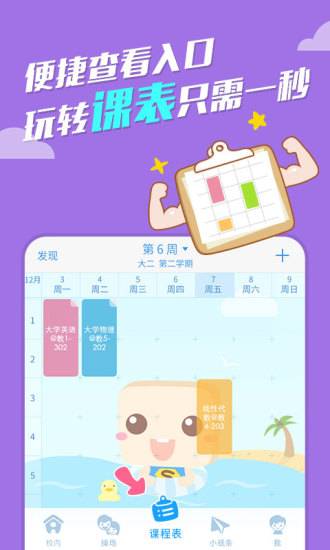 便捷查看入口
玩转课表只需一秒
发现
第 6 周
大二 第二学期
12月
3
4
5
6
7
8
9
周一
周二
周三
周四
周五
周六
周日
1
大学英语
@教1-
302
大学物理
@教5-
202
2
3
线性代
数@教
4-203
4
5
校内
操场
课程表
小纸条
我